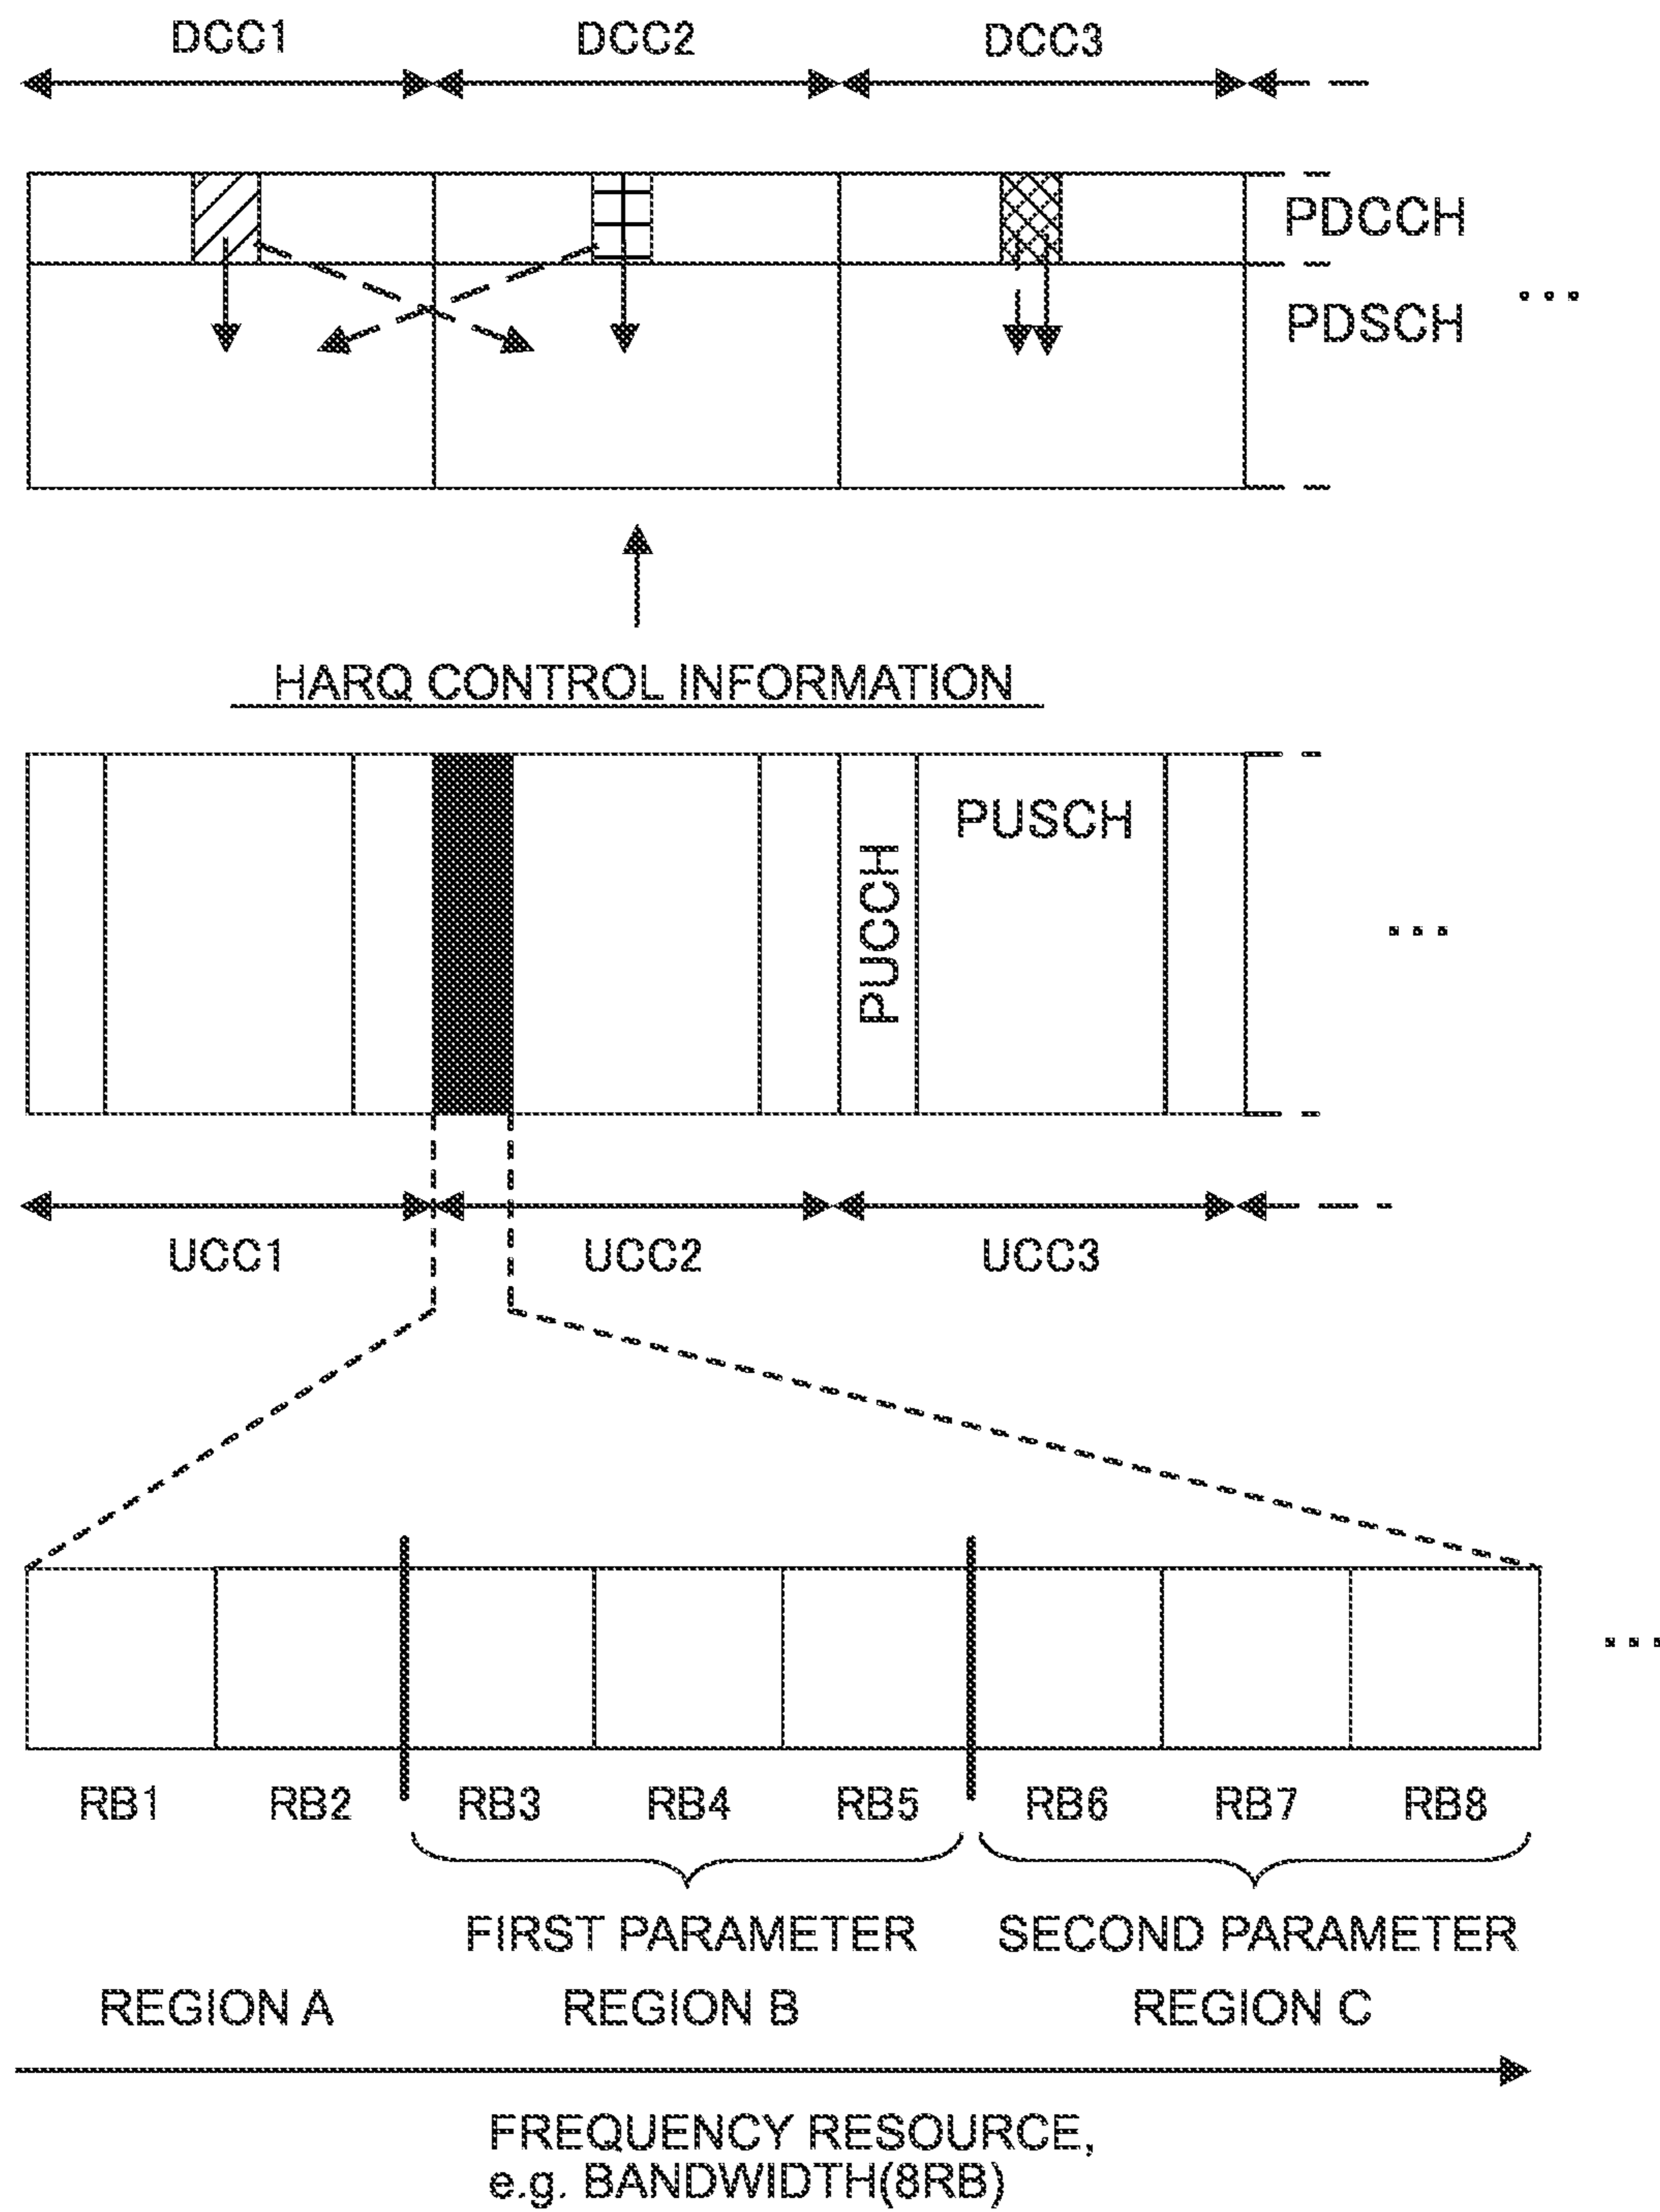 DCC1 DCC2 DCC3
PDCCH
PDSCH
...
HARQ CONTROL INFORMATION
PUSCH
PUCCH
...
UCC1 UCC2 UCC3
...
RB1 RB2 RB3 RB4 RB5 RB6 RB7 RB8
FIRST PARAMETER SECOND PARAMETER
REGION A REGION B REGION C
FREQUENCY RESOURCE,
e.g. BANDWIDTH(8RB)